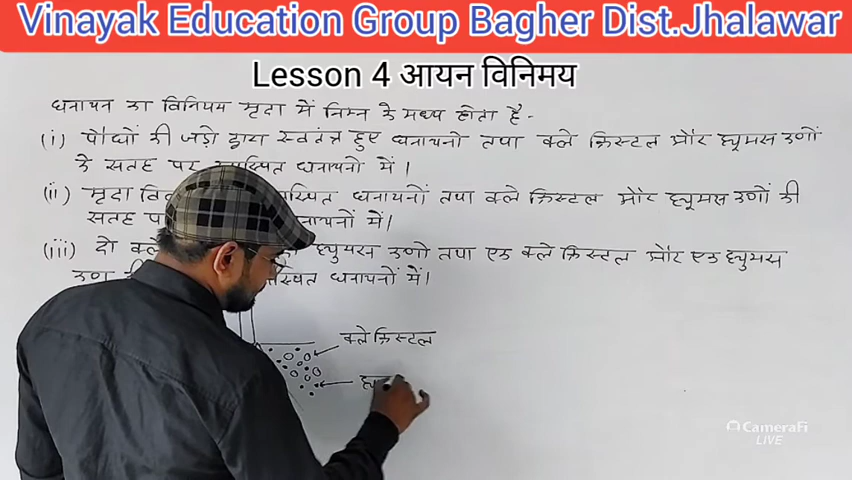 Vinayak Education Group Bagher Dist.Jhalawar
Lesson 4 आयन विनिमय
धनायन का विनियम मृदा में निम्न के मध्य होता है -
(i) पौधों की जड़ो द्वारा स्वतंत्र हुए धनायनो तथा क्ले क्रिस्टल और ह्यूमस कणों
के सतह पर धनायनों में।
(ii) मृदा धनायनों तथा क्ले क्रिस्टल और ह्यूमस कणों की
सतह में।
(iii) दो ह्युमस कणो तथा एक क्ले क्रिस्टल और एक ह्युमस
कण धनायनों में।
क्ले क्रिस्टल
CameraFi
LIVE